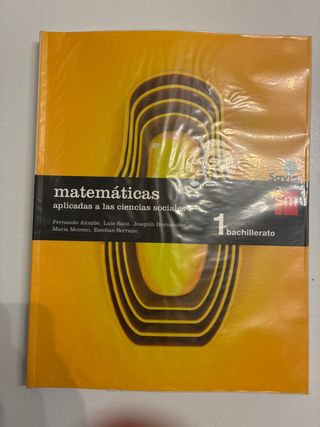 Savia
sm
matemáticas
aplicadas a las ciencias sociales
Fernando Alcaide, Luis Sanz, Joaquín Hernández,
María Moreno, Esteban Serrano
1 bachillerato